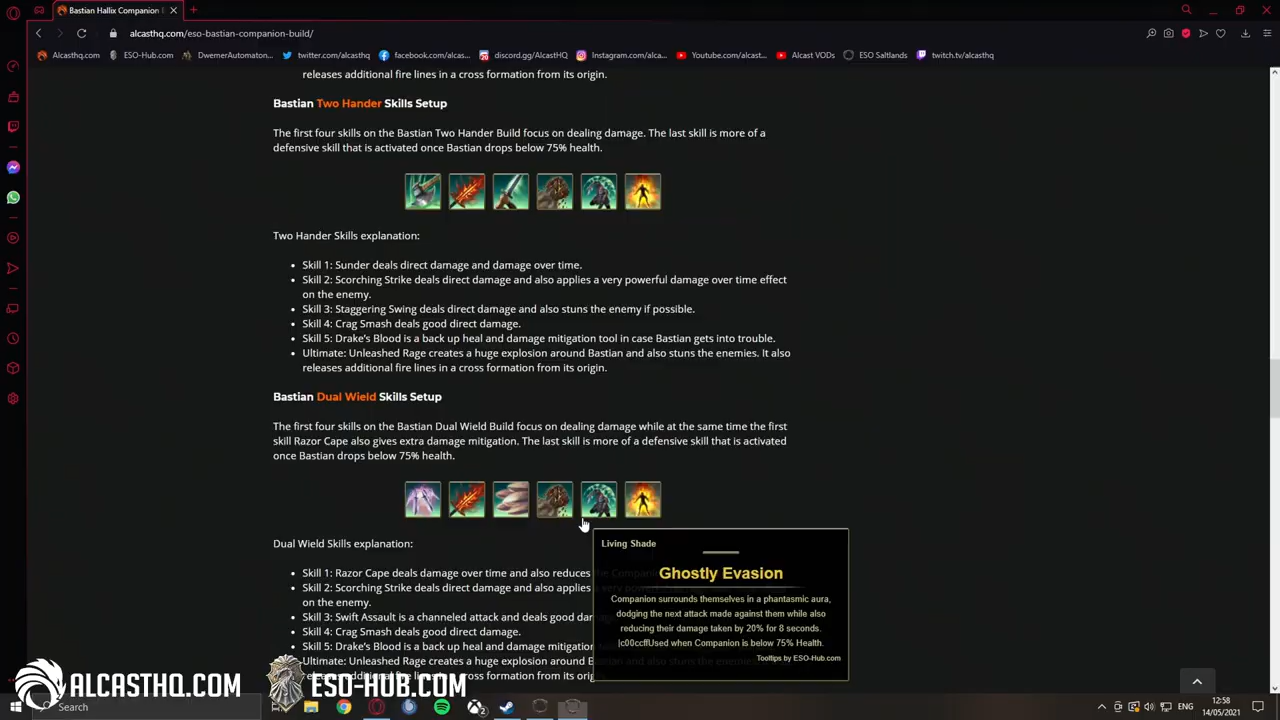 Bastian Hallix Companion Build
alcasthq.com/eso-bastian-companion-build/
Alcasthq.com
ESO-Hub.com
DwemerAutomaton...
twitter.com/alcasthq
facebook.com/alcas...
discord.gg/AlcastHQ
Instagram.com/alca...
Youtube.com/alcast...
Alcast VODs
ESO Saltlands
twitch.tv/alcasthq
releases additional fire lines in a cross formation from its origin.
Bastian Two Hander Skills Setup
The first four skills on the Bastian Two Hander Build focus on dealing damage. The last skill is more of a
defensive skill that is activated once Bastian drops below 75% health.
Two Hander Skills explanation:
• Skill 1: Sunder deals direct damage and damage over time.
• Skill 2: Scorching Strike deals direct damage and also applies a very powerful damage over time effect
on the enemy.
• Skill 3: Staggering Swing deals direct damage and also stuns the enemy if possible.
• Skill 4: Crag Smash deals good direct damage.
• Skill 5: Drake's Blood is a back up heal and damage mitigation tool in case Bastian gets into trouble.
• Ultimate: Unleashed Rage creates a huge explosion around Bastian and also stuns the enemies. It also
releases additional fire lines in a cross formation from its origin.
Bastian Dual Wield Skills Setup
The first four skills on the Bastian Dual Wield Build focus on dealing damage while at the same time the first
skill Razor Cape also gives extra damage mitigation. The last skill is more of a defensive skill that is activated
once Bastian drops below 75% health.
Dual Wield Skills explanation:
• Skill 1: Razor Cape deals damage over time and also reduces
• Skill 2: Scorching Strike deals direct damage and also applies
on the enemy.
• Skill 3: Swift Assault is a channeled attack and deals good
• Skill 4: Crag Smash deals good direct damage.
• Skill 5: Drake's Blood is a back up heal and damage mitigation
Ultimate: Unleashed Rage creates a huge explosion around
Living Shade
Ghostly Evasion
Companion surrounds themselves in a phantasmic aura,
dodging the next attack made against them while also
reducing their damage taken by 20% for 8 seconds.
|c00ccffUsed when Companion is below 75% Health.
Tooltips by ESO-Hub.com
ALCASTHQ.COM
ESO-HUB.COM
Search
ENG
12:58
14/05/2021